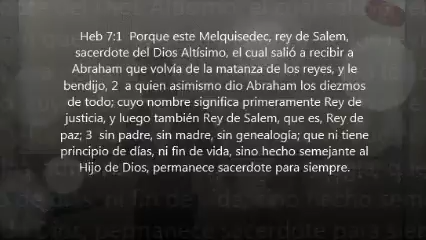 Heb 7:1  Porque este Melquisedec, rey de Salem,
sacerdote del Dios Altísimo, el cual salió a recibir a
Abraham que volvía de la matanza de los reyes, y le
bendijo, 2  a quien asimismo dio Abraham los diezmos
de todo; cuyo nombre significa primeramente Rey de
justicia, y luego también Rey de Salem, que es, Rey de
paz; 3  sin padre, sin madre, sin genealogía; que ni tiene
principio de días, ni fin de vida, sino hecho semejante al
Hijo de Dios, permanece sacerdote para siempre.